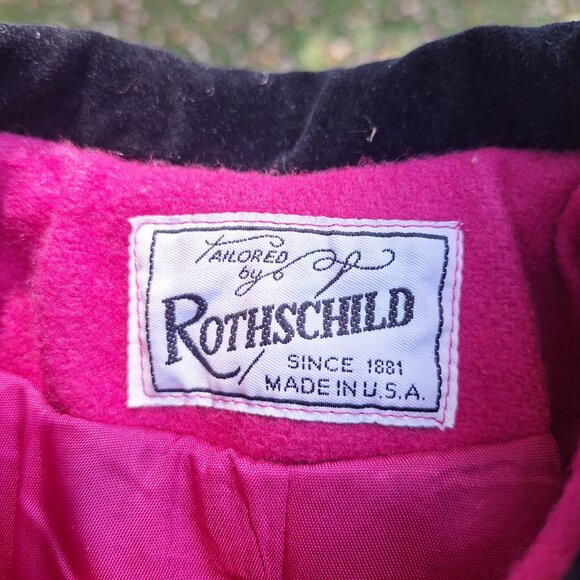 TAILORED
by
ROTHSCHILD
SINCE 1881
MADE IN U.S.A.